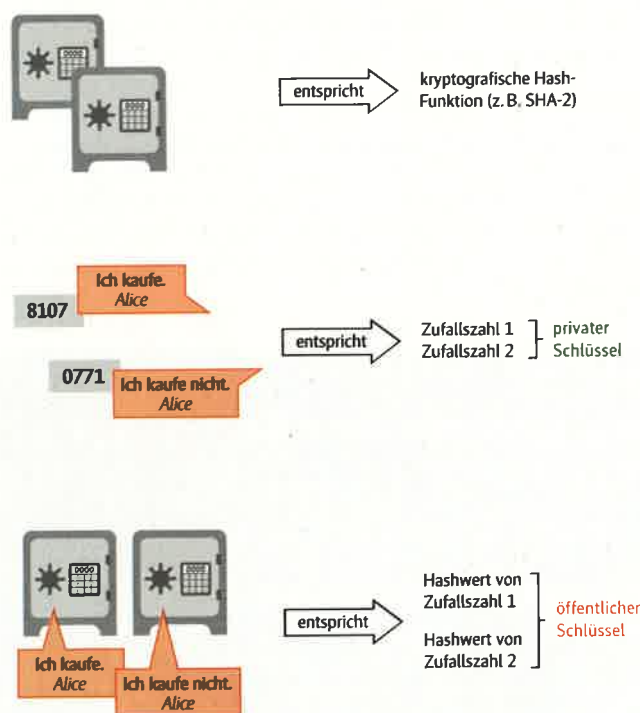 entspricht
kryptografische Hash-
Funktion (z. B. SHA-2)
8107
Ich kaufe.
Alice
0771
Ich kaufe nicht.
Alice
entspricht
Zufallszahl 1
Zufallszahl 2
privater
Schlüssel
Ich kaufe.
Alice
Ich kaufe nicht.
Alice
entspricht
Hashwert von
Zufallszahl 1
Hashwert von
Zufallszahl 2
öffentlicher
Schlüssel